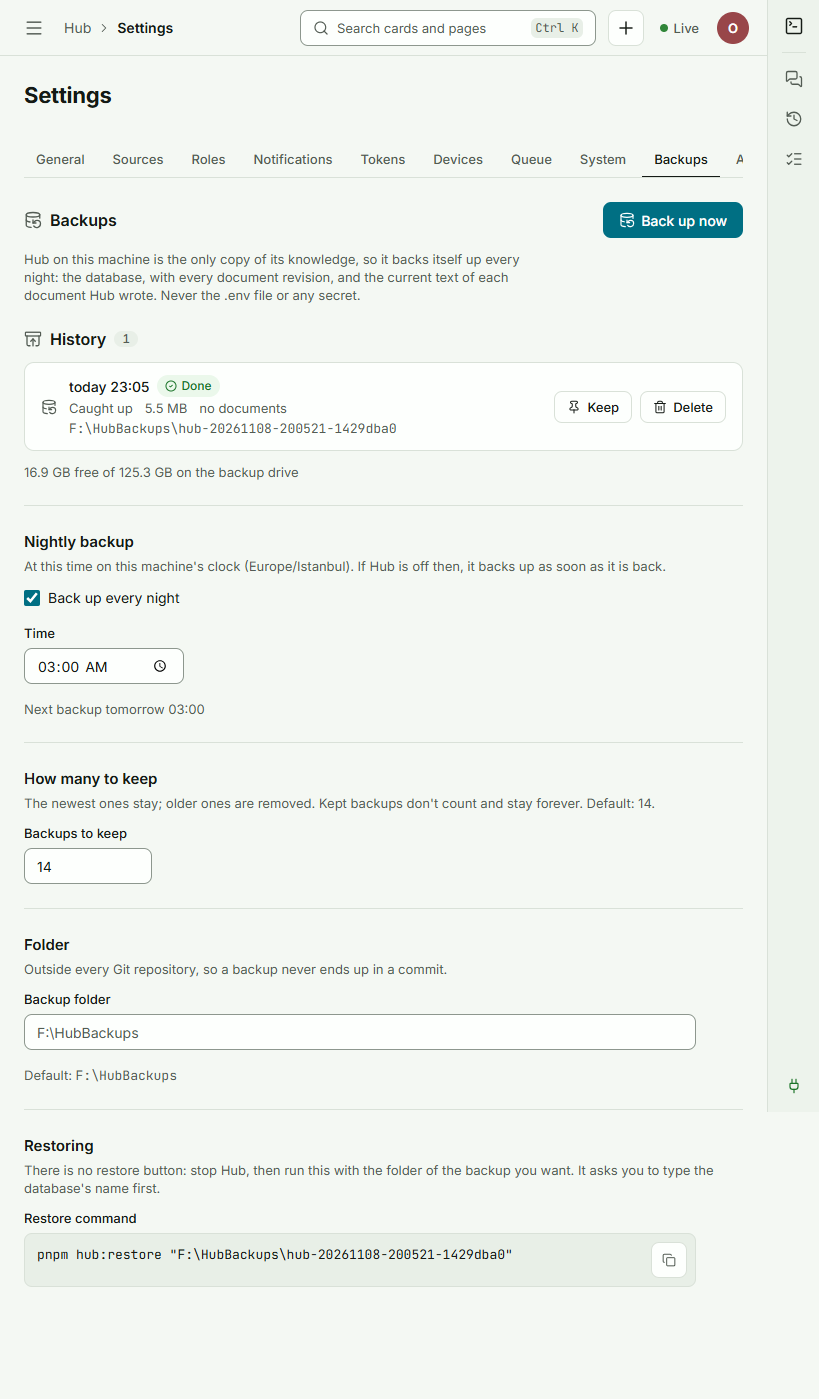 Hub > Settings
Search cards and pages
Ctrl K
Live
O
Settings
General
Sources
Roles
Notifications
Tokens
Devices
Queue
System
Backups
Backups
Back up now
Hub on this machine is the only copy of its knowledge, so it backs itself up every
night: the database, with every document revision, and the current text of each
document Hub wrote. Never the .env file or any secret.
History 1
today 23:05 Done
Caught up 5.5 MB no documents
F:\HubBackups\hub-20261108-200521-1429dba0
Keep
Delete
16.9 GB free of 125.3 GB on the backup drive
Nightly backup
At this time on this machine's clock (Europe/Istanbul). If Hub is off then, it backs up as soon as it is back.
Back up every night
Time
03:00 AM
Next backup tomorrow 03:00
How many to keep
The newest ones stay; older ones are removed. Kept backups don't count and stay forever. Default: 14.
Backups to keep
14
Folder
Outside every Git repository, so a backup never ends up in a commit.
Backup folder
F:\HubBackups
Default: F:\HubBackups
Restoring
There is no restore button: stop Hub, then run this with the folder of the backup you want. It asks you to type the
database's name first.
Restore command
pnpm hub:restore "F:\HubBackups\hub-20261108-200521-1429dba0"